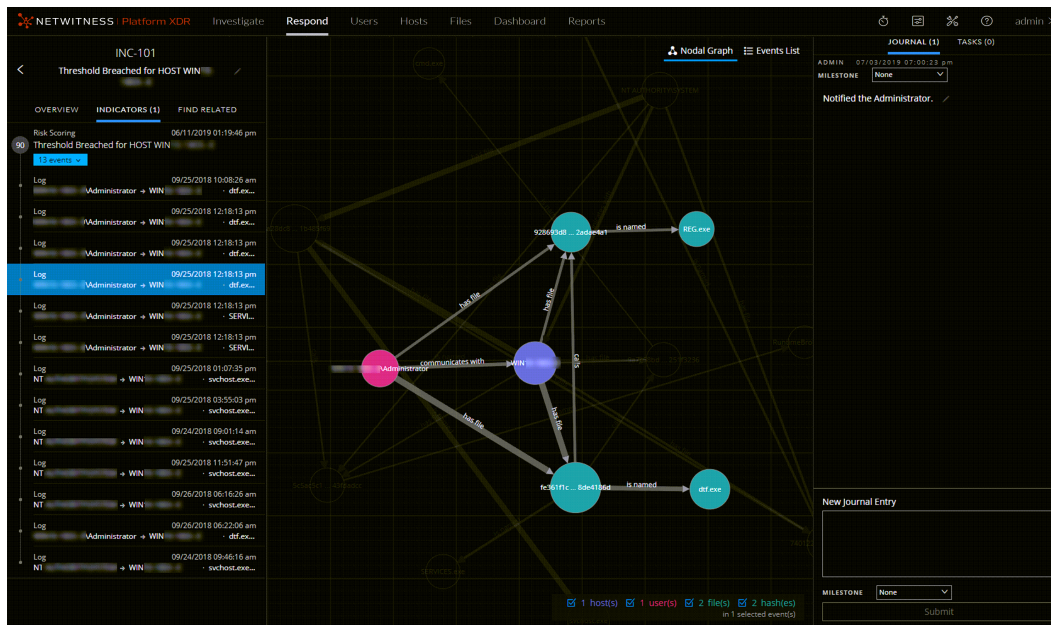 NETWITNESS Platform XDR Investigate Respond Users Hosts Files Dashboard Reports admin
INC-101
Threshold Breached for HOST WIN
OVERVIEW INDICATORS (1) FIND RELATED
Risk Scoring 06/11/2019 01:19:46 pm
90 Threshold Breached for HOST WIN
13 events
Log 09/25/2018 10:08:26 am
\Administrator → WIN · dtf.ex...
Log 09/25/2018 12:18:13 pm
\Administrator → WIN · dtf.ex...
Log 09/25/2018 12:18:13 pm
\Administrator → WIN · dtf.ex...
Log 09/25/2018 12:18:13 pm
\Administrator → WIN · dtf.ex...
Log 09/25/2018 12:18:13 pm
\Administrator → WIN · SERVI...
Log 09/25/2018 12:18:13 pm
\Administrator → WIN · SERVI...
Log 09/25/2018 01:07:35 pm
NT → WIN · svchost.exe...
Log 09/25/2018 03:55:03 pm
NT → WIN · svchost.exe...
Log 09/24/2018 09:01:14 am
NT → WIN · svchost.exe...
Log 09/25/2018 11:51:47 pm
NT → WIN · svchost.exe...
Log 09/26/2018 06:16:26 am
NT → WIN · svchost.exe...
Log 09/26/2018 06:22:06 am
\Administrator → WIN · dtf.ex...
Log 09/24/2018 09:46:16 am
NT → WIN · svchost.exe...
Nodal Graph Events List
NT AUTHORITY\SYSTEM
928693d8 ... 2adae4a1 is named REG.exe
has file
has file
calls
\Administrator communicates with WIN
has file
has file
fe361f1c ... 8de4186d is named dtf.exe
SERVICES.exe
1 host(s) 1 user(s) 2 file(s) 2 hash(es)
in 1 selected event(s)
JOURNAL (1) TASKS (0)
ADMIN 07/03/2019 07:00:23 pm
MILESTONE None
Notified the Administrator.
New Journal Entry
MILESTONE None
Submit